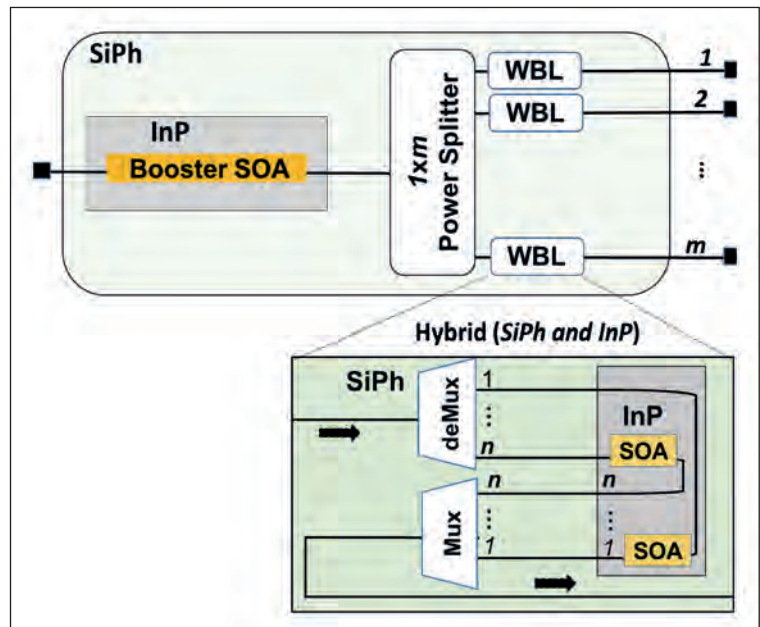 SiPh
InP
Booster SOA
1xm
Power Splitter
WBL
WBL
WBL
1
2
...
m
Hybrid (SiPh and InP)
SiPh
deMux
1
...
n
InP
SOA
Mux
n
n
...
...
1
1
SOA